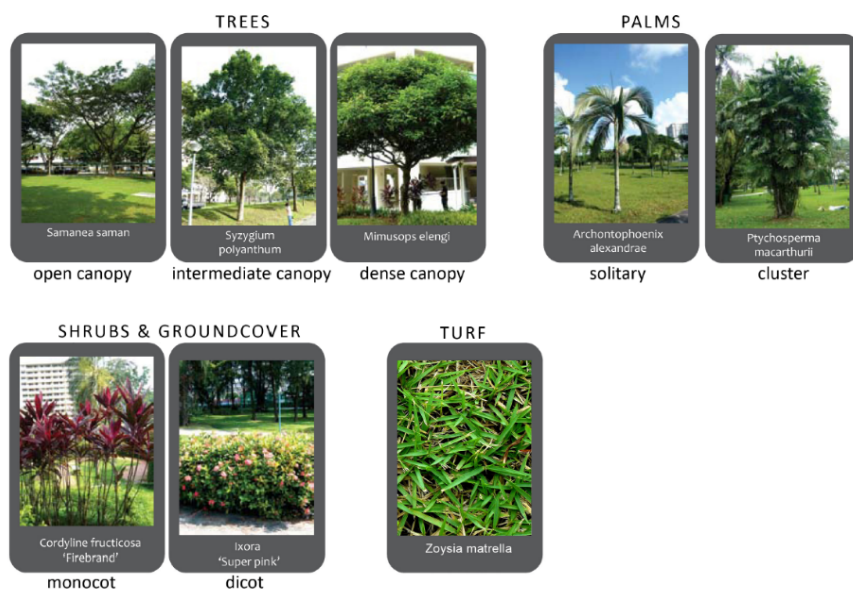 TREES
PALMS
Samanea saman
Syzygium
polyanthum
Mimusops elengi
Archontophoenix
alexandrae
Ptychosperma
macarthurii
open canopy
intermediate canopy
dense canopy
solitary
cluster
SHRUBS & GROUNDCOVER
TURF
Cordyline fructicosa
‘Firebrand’
Ixora
‘Super pink’
Zoysia matrella
monocot
dicot